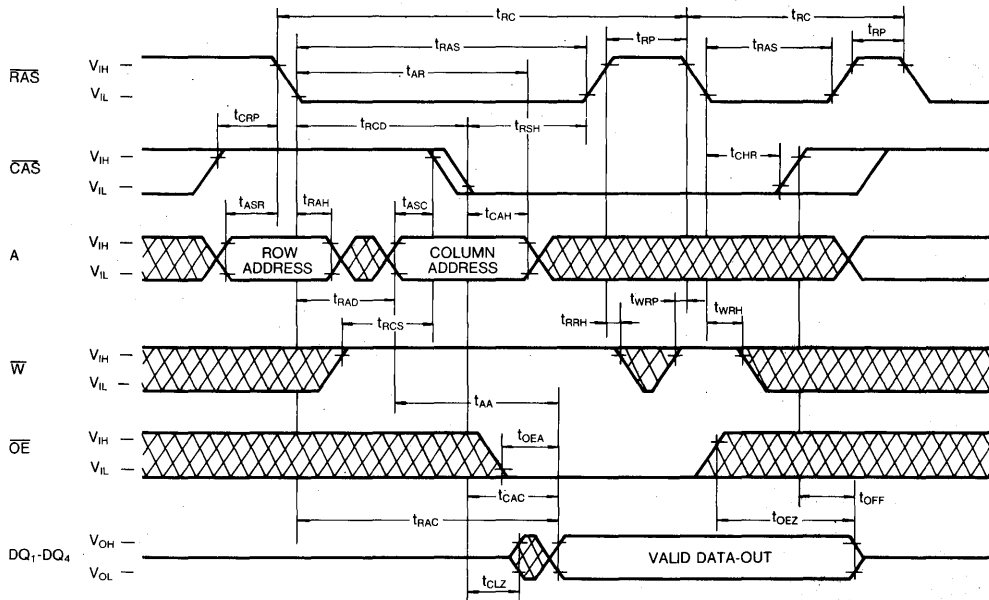 tRC tRC
tRAS tRP tRAS tRP
tAR
RAS VIH
VIL
tCRP tRCD tRSH
CAS VIH tCHR
VIL
tASR tRAH tASC tCAH
A VIH ROW ADDRESS COLUMN ADDRESS
VIL
tRAD tWRP
tRCS tRRH tWRH
W VIH
VIL
tAA
OE VIH tOEA
VIL
tCAC tOFF
tRAC tOEZ
DQ1-DQ4 VOH VALID DATA-OUT
VOL
tCLZ